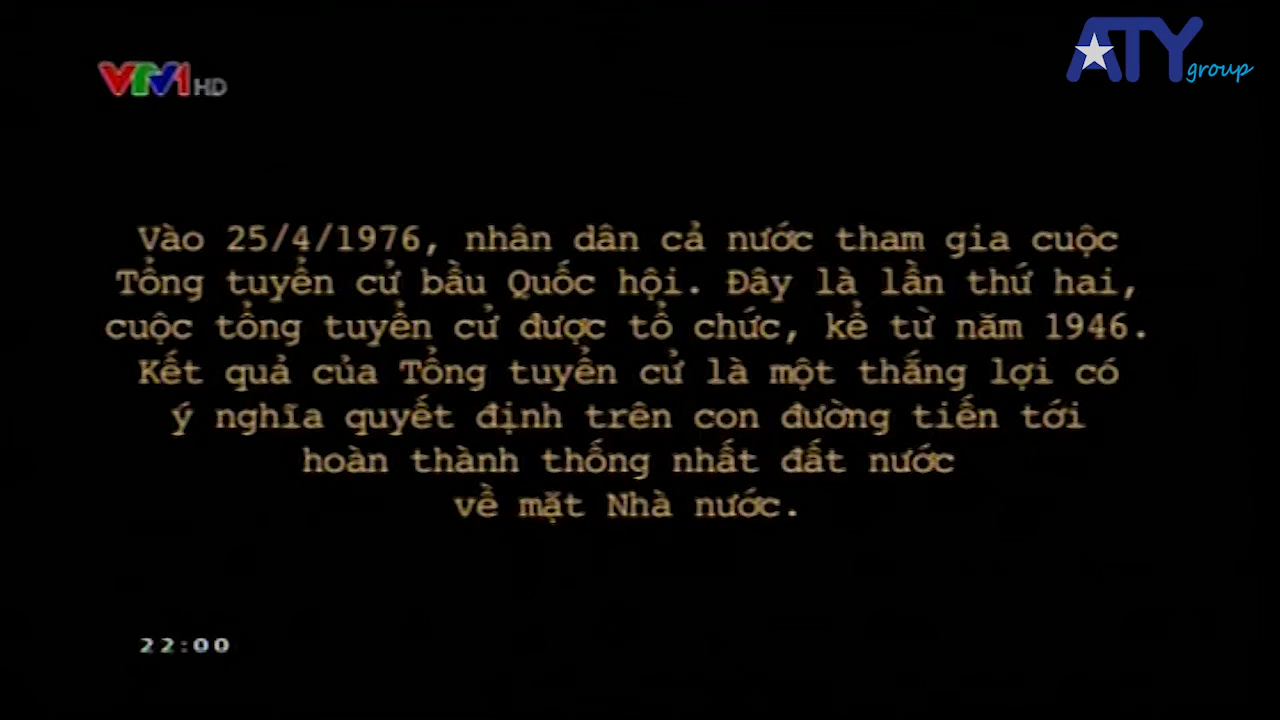 VTV1 HD
ATY group
Vào 25/4/1976, nhân dân cả nước tham gia cuộc
Tổng tuyển cử bầu Quốc hội. Đây là lần thứ hai,
cuộc tổng tuyển cử được tổ chức, kể từ năm 1946.
Kết quả của Tổng tuyển cử là một thắng lợi có
ý nghĩa quyết định trên con đường tiến tới
hoàn thành thống nhất đất nước
về mặt Nhà nước.
22:00